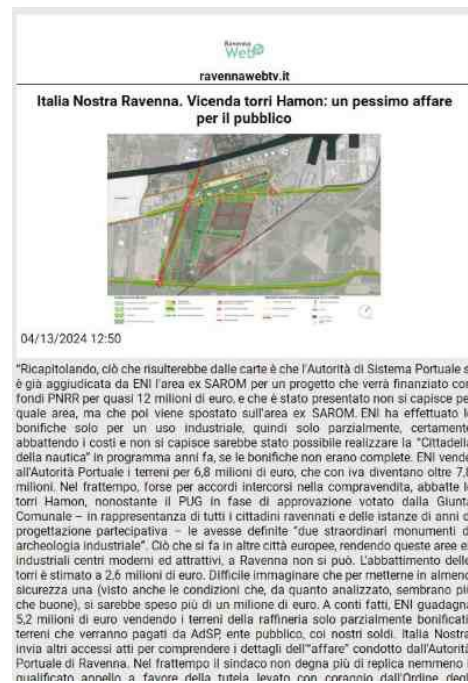 Ravenna
Web
ravennawebtv.it
Italia Nostra Ravenna. Vicenda torri Hamon: un pessimo affare
per il pubblico
04/13/2024 12:50
"Ricapitolando, ciò che risulterebbe dalle carte è che l'Autorità di Sistema Portuale s
è già aggiudicata da ENI l'area ex SAROM per un progetto che verrà finanziato con
fondi PNRR per quasi 12 milioni di euro, e che è stato presentato non si capisce per
quale area, ma che poi viene spostato sull'area ex SAROM. ENI ha effettuato le
bonifiche solo per un uso industriale, quindi solo parzialmente, certamente
abbattendo i costi e non si capisce sarebbe stato possibile realizzare la "Cittadella
della nautica" in programma anni fa, se le bonifiche non erano complete. ENI vende
all'Autorità Portuale i terreni per 6,8 milioni di euro, che con iva diventano oltre 7,
milioni. Nel frattempo, forse per accordi intercorsi nella compravendita, abbatte le
torri Hamon, nonostante il PUG in fase di approvazione votato dalla Giunta
Comunale – in rappresentanza di tutti i cittadini ravennati e delle istanze di anni di
progettazione partecipativa – le avesse definite "due straordinari monumenti d
archeologia industriale". Ciò che si fa in altre città europee, rendendo queste aree e
industriali centri moderni ed attrattivi, a Ravenna non si può. L'abbattimento delle
torri è stimato a 2,6 milioni di euro. Difficile immaginare che per metterne in almeno
sicurezza una (visto anche le condizioni che, da quanto analizzato, sembrano più
che buone), si sarebbe speso più di un milione di euro. A conti fatti, ENI guadagna
5,2 milioni di euro vendendo i terreni della raffineria solo parzialmente bonificati,
terreni che verranno pagati da AdSP, ente pubblico, coi nostri soldi. Italia Nostra
invia altri accessi atti per comprendere i dettagli dell'"affare" condotto dall'Autorità
Portuale di Ravenna. Nel frattempo il sindaco non degna più di replica nemmeno i
qualificato appello a favore della tutela levato con coraggio dall'Ordine degli